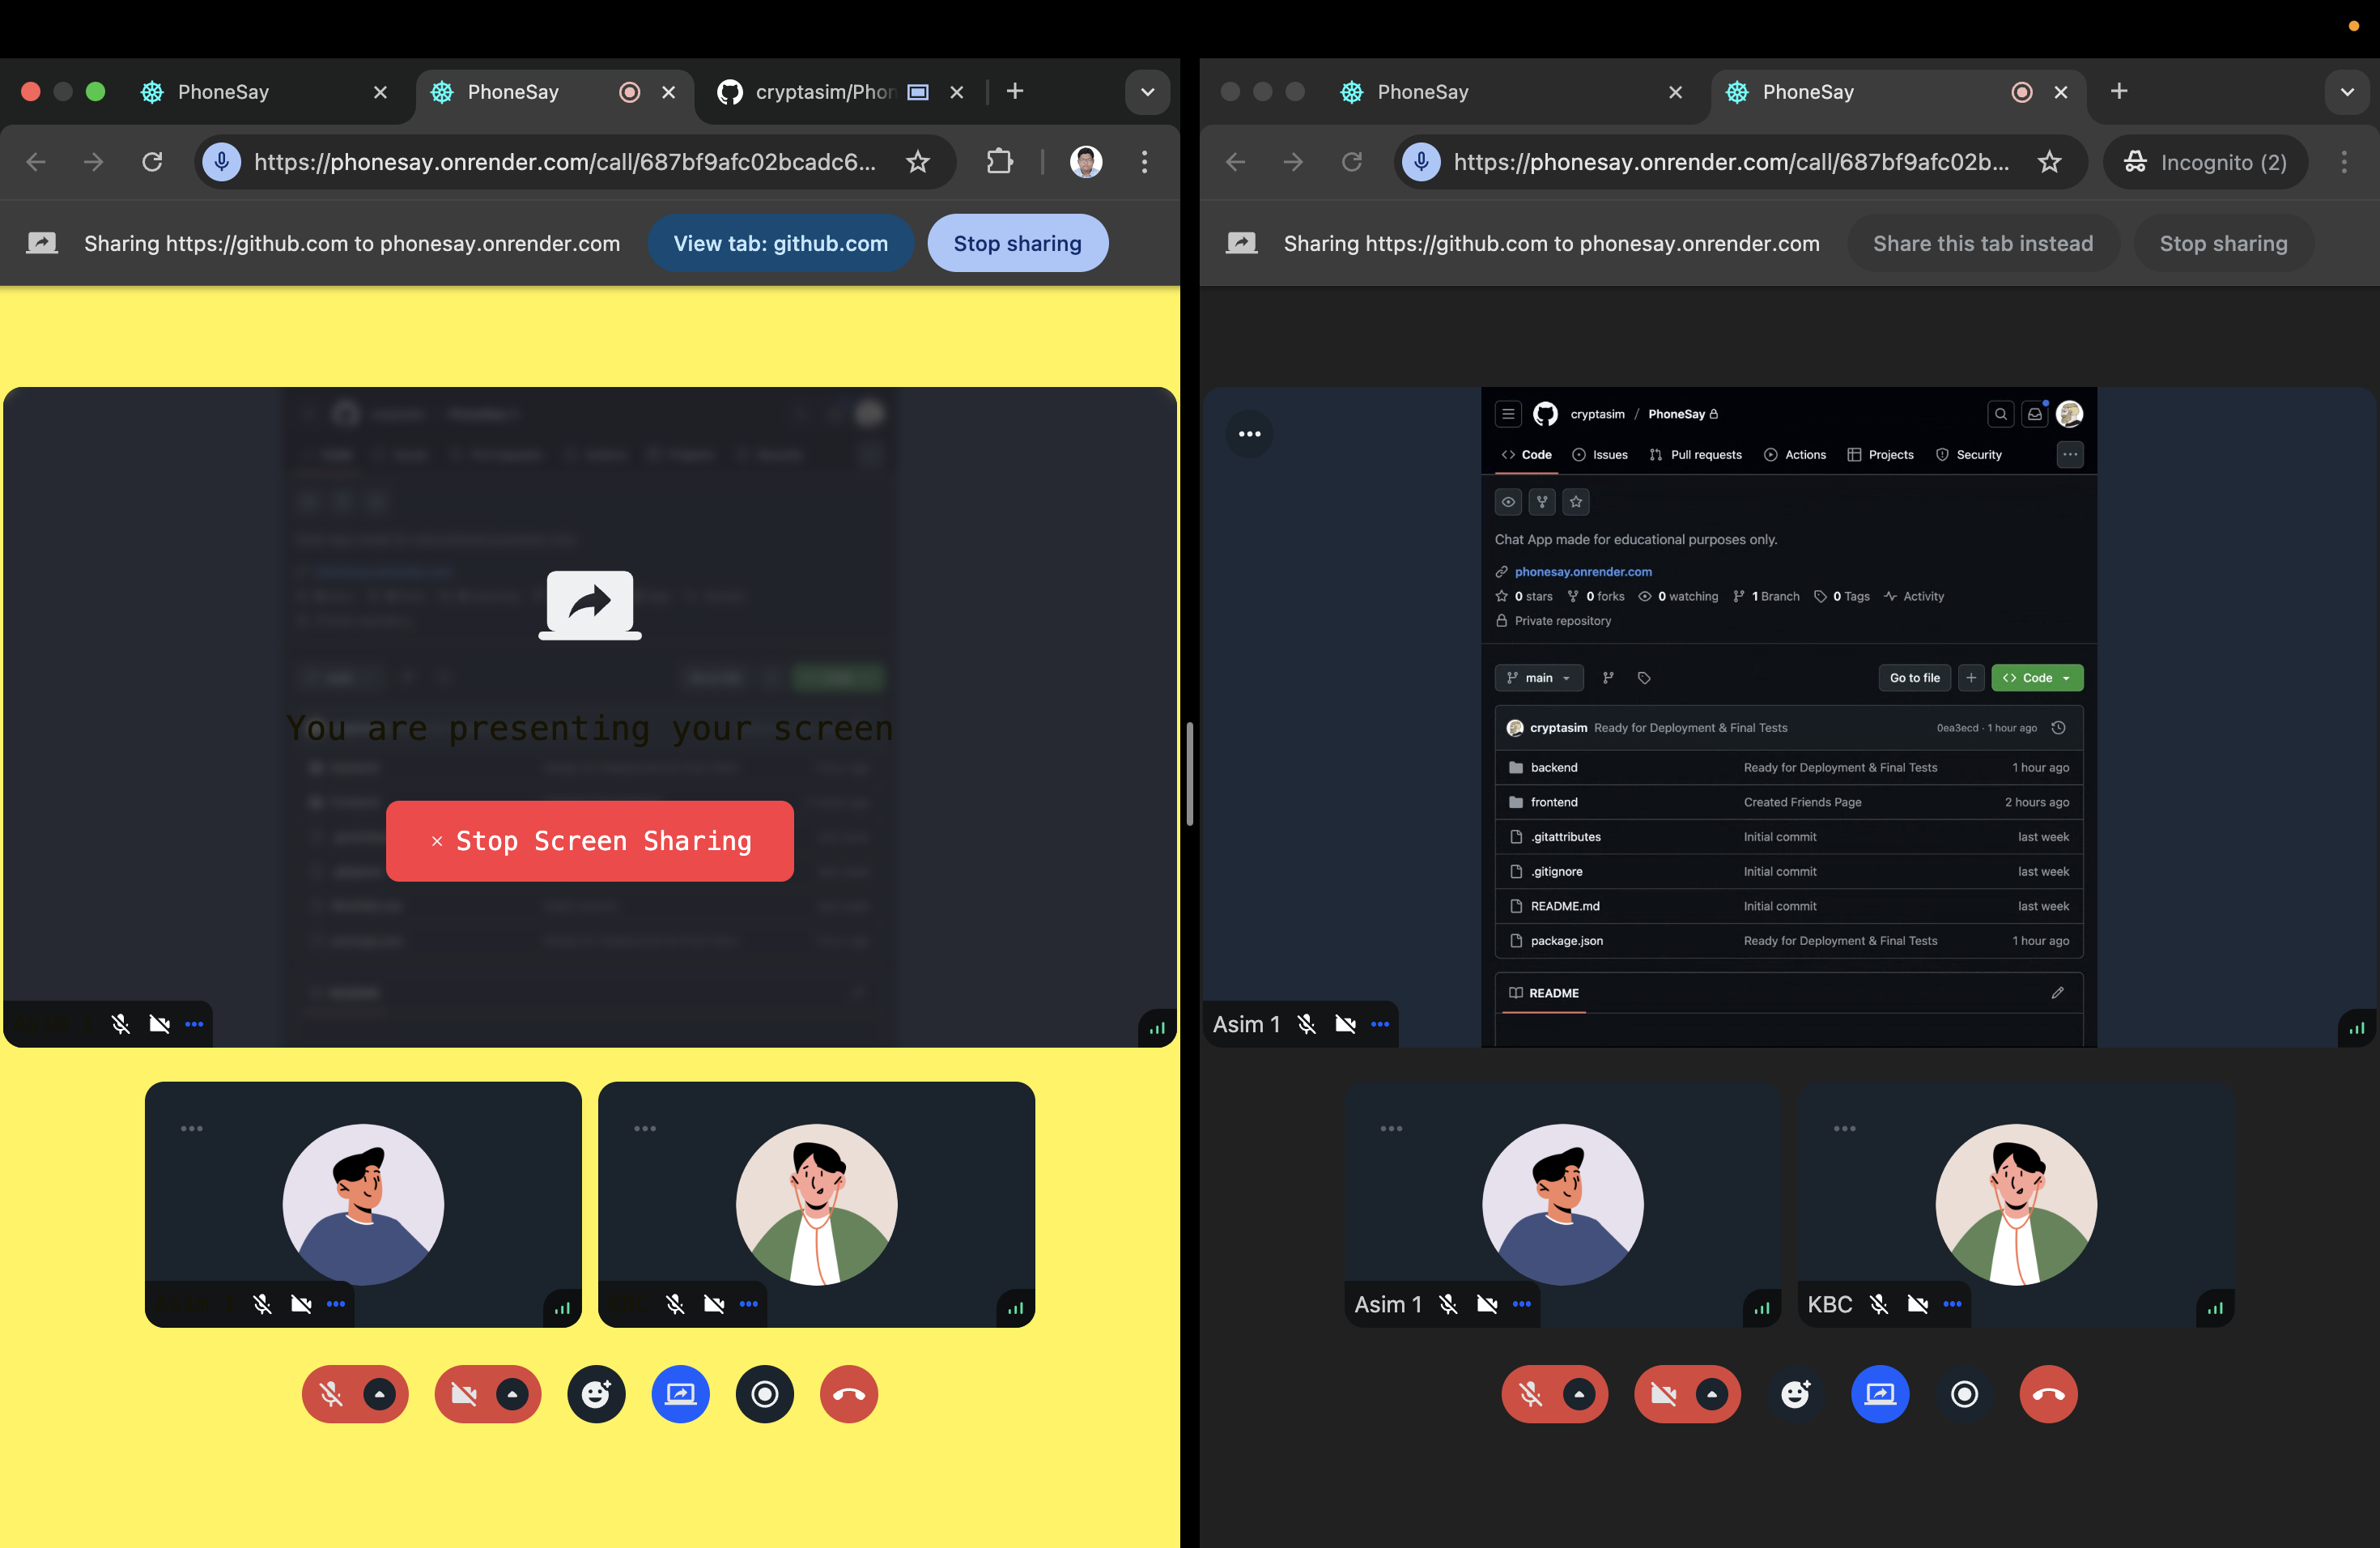 PhoneSay
PhoneSay
cryptasim/Phon
https://phonesay.onrender.com/call/687bf9afc02bcadc6...
Sharing https://github.com to phonesay.onrender.com
View tab: github.com
Stop sharing
You are presenting your screen
× Stop Screen Sharing
KBC
PhoneSay
PhoneSay
https://phonesay.onrender.com/call/687bf9afc02b...
Incognito (2)
Sharing https://github.com to phonesay.onrender.com
Share this tab instead
Stop sharing
cryptasim / PhoneSay
Code Issues Pull requests Actions Projects Security
Chat App made for educational purposes only.
phonesay.onrender.com
0 stars 0 forks 0 watching 1 Branch 0 Tags Activity
Private repository
main Go to file Code
cryptasim Ready for Deployment & Final Tests 0ea3ecd · 1 hour ago
backend Ready for Deployment & Final Tests 1 hour ago
frontend Created Friends Page 2 hours ago
.gitattributes Initial commit last week
.gitignore Initial commit last week
README.md Initial commit last week
package.json Ready for Deployment & Final Tests 1 hour ago
README
Asim 1
Asim 1
KBC